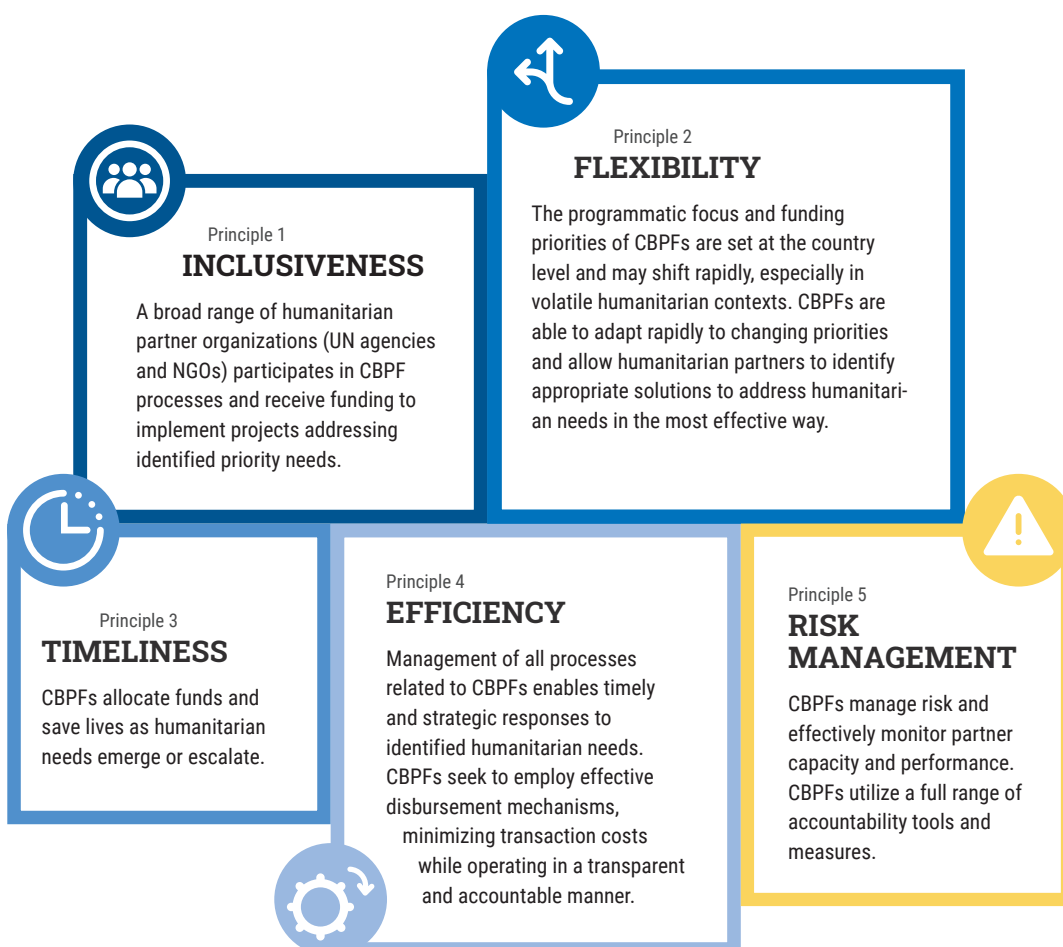 Principle 1
INCLUSIVENESS
A broad range of humanitarian
partner organizations (UN agencies
and NGOs) participates in CBPF
processes and receive funding to
implement projects addressing
identified priority needs.
Principle 2
FLEXIBILITY
The programmatic focus and funding
priorities of CBPFs are set at the country
level and may shift rapidly, especially in
volatile humanitarian contexts. CBPFs are
able to adapt rapidly to changing priorities
and allow humanitarian partners to identify
appropriate solutions to address humanitari-
an needs in the most effective way.
Principle 3
TIMELINESS
CBPFs allocate funds and
save lives as humanitarian
needs emerge or escalate.
Principle 4
EFFICIENCY
Management of all processes
related to CBPFs enables timely
and strategic responses to
identified humanitarian needs.
CBPFs seek to employ effective
disbursement mechanisms,
minimizing transaction costs
while operating in a transparent
and accountable manner.
Principle 5
RISK
MANAGEMENT
CBPFs manage risk and
effectively monitor partner
capacity and performance.
CBPFs utilize a full range of
accountability tools and
measures.